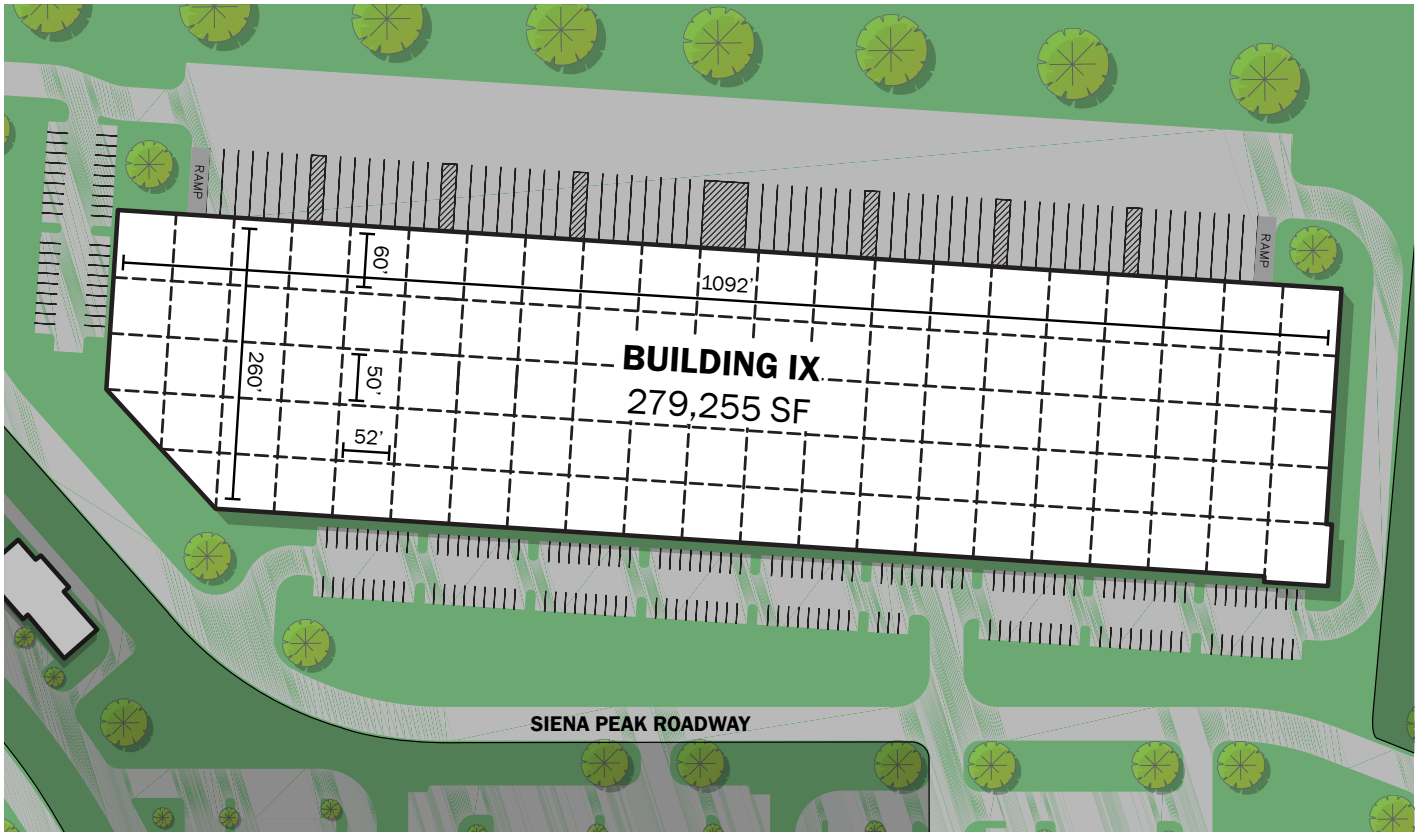 RAMP
RAMP
60'
1092'
260'
50'
52'
BUILDING IX
279,255 SF
SIENA PEAK ROADWAY